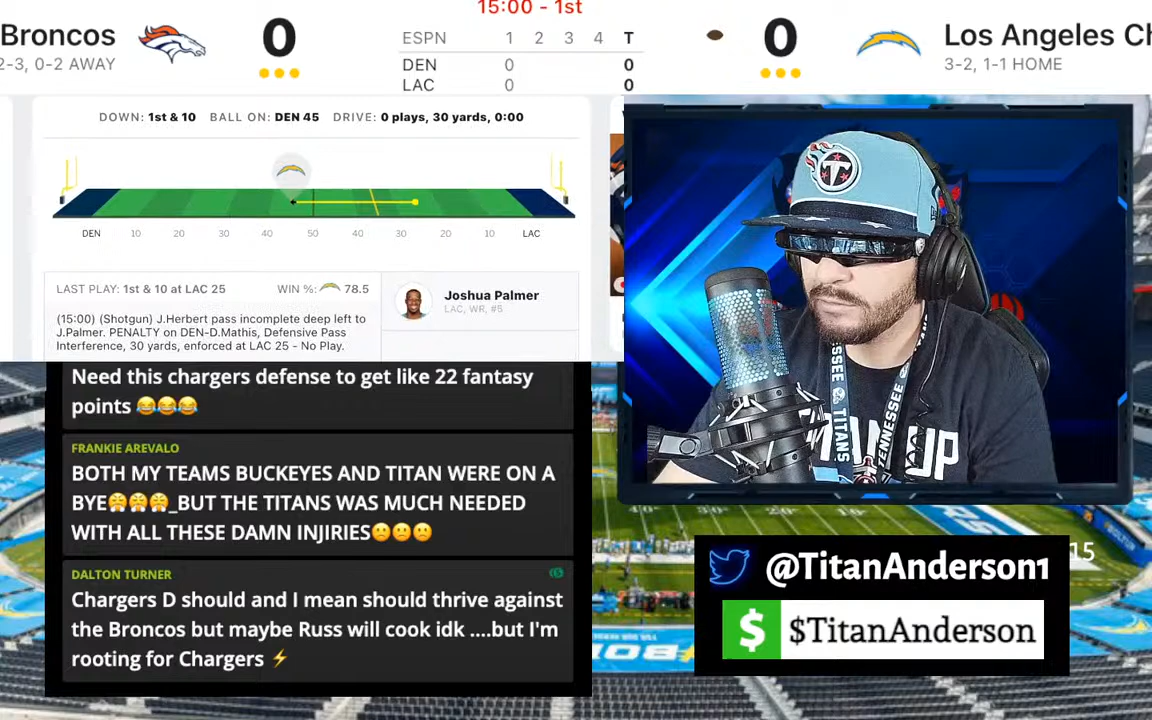 15:00 - 1st
Broncos 0 ESPN 1 2 3 4 T 0 Los Angeles Ch
2-3, 0-2 AWAY DEN 0 0 3-2, 1-1 HOME
LAC 0 0
DOWN: 1st & 10 BALL ON: DEN 45 DRIVE: 0 plays, 30 yards, 0:00
DEN 10 20 30 40 50 40 30 20 10 LAC
LAST PLAY: 1st & 10 at LAC 25 WIN %: 78.5
Joshua Palmer
LAC, WR, #5
(15:00) (Shotgun) J.Herbert pass incomplete deep left to
J.Palmer. PENALTY on DEN-D.Mathis, Defensive Pass
Interference, 30 yards, enforced at LAC 25 - No Play.
Need this chargers defense to get like 22 fantasy
points 😂😂😂
FRANKIE AREVALO
BOTH MY TEAMS BUCKEYES AND TITAN WERE ON A
BYE😤😤😤_BUT THE TITANS WAS MUCH NEEDED
WITH ALL THESE DAMN INJIRIES🙁🙁🙁
DALTON TURNER
Chargers D should and I mean should thrive against
the Broncos but maybe Russ will cook idk ....but I'm
rooting for Chargers ⚡
T
TENNESSEE
TITANS
UP
@TitanAnderson1
15
$ $TitanAnderson